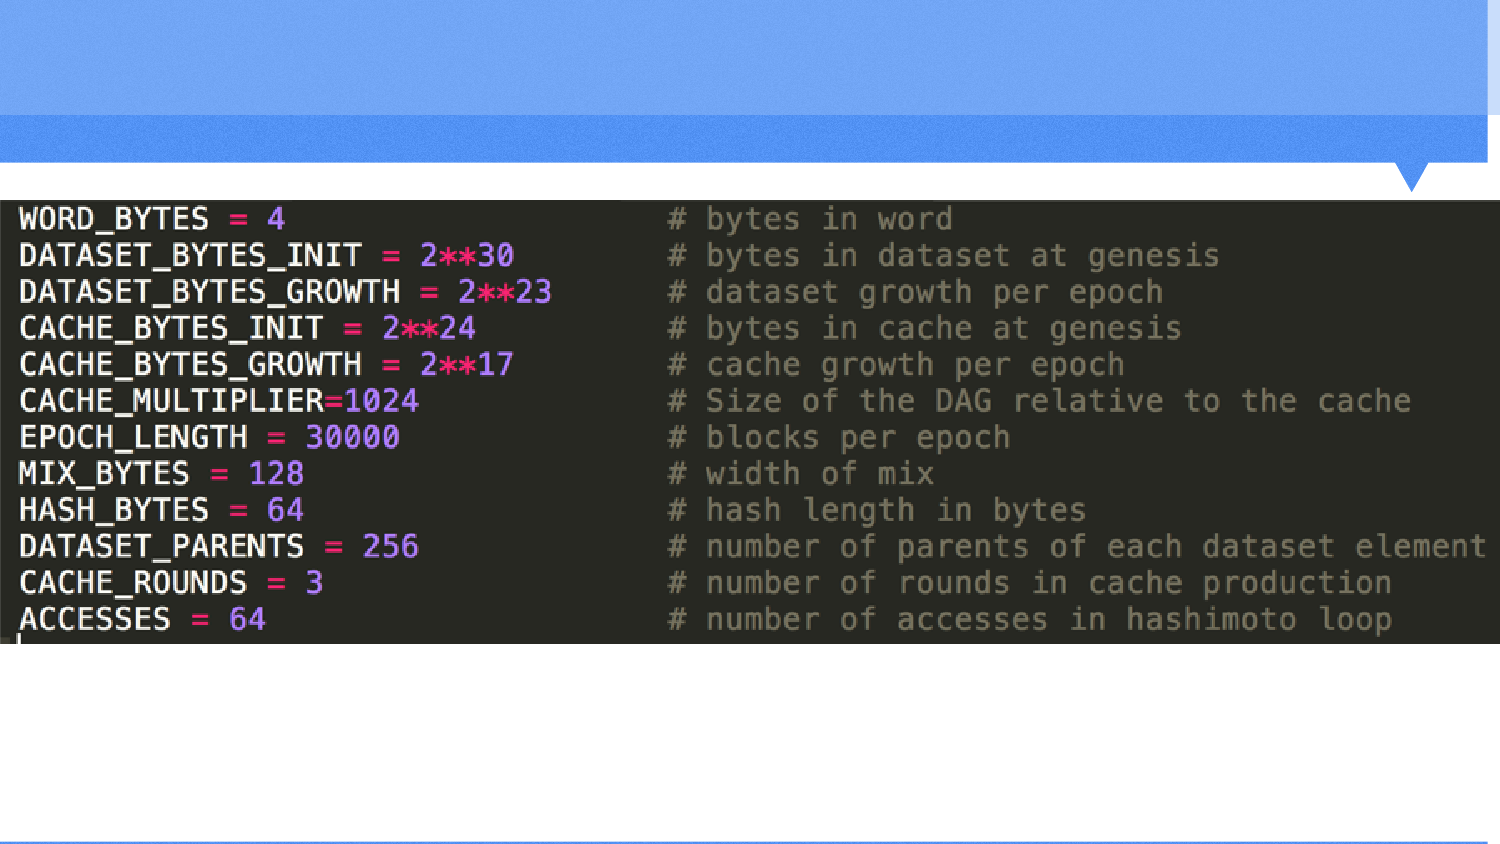 WORD_BYTES = 4 # bytes in word
DATASET_BYTES_INIT = 2**30 # bytes in dataset at genesis
DATASET_BYTES_GROWTH = 2**23 # dataset growth per epoch
CACHE_BYTES_INIT = 2**24 # bytes in cache at genesis
CACHE_BYTES_GROWTH = 2**17 # cache growth per epoch
CACHE_MULTIPLIER=1024 # Size of the DAG relative to the cache
EPOCH_LENGTH = 30000 # blocks per epoch
MIX_BYTES = 128 # width of mix
HASH_BYTES = 64 # hash length in bytes
DATASET_PARENTS = 256 # number of parents of each dataset element
CACHE_ROUNDS = 3 # number of rounds in cache production
ACCESSES = 64 # number of accesses in hashimoto loop